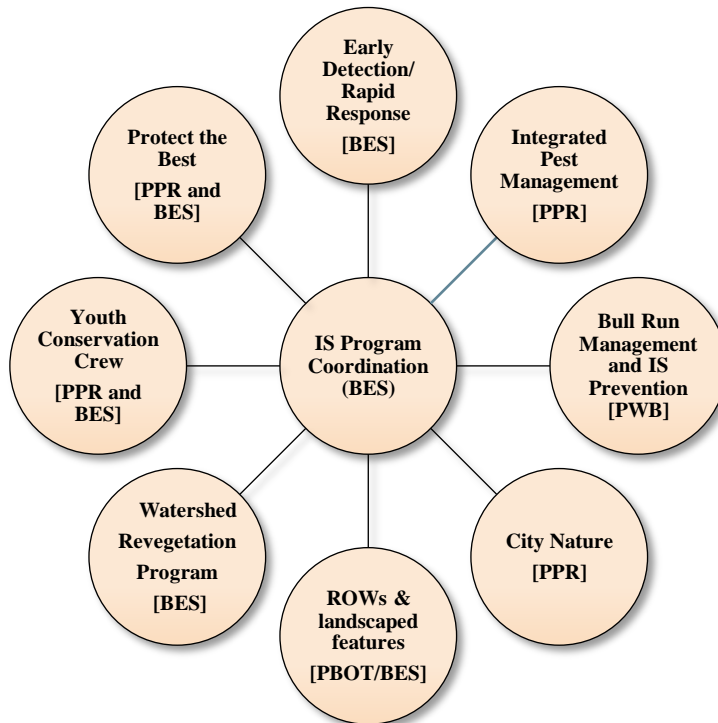 Early
Detection/
Rapid
Response
[BES]
Integrated
Pest
Management
[PPR]
Bull Run
Management
and IS
Prevention
[PWB]
City Nature
[PPR]
ROWs &
landscaped
features
[PBOT/BES]
Watershed
Revegetation
Program
[BES]
Youth
Conservation
Crew
[PPR and
BES]
Protect the
Best
[PPR and
BES]
IS Program
Coordination
(BES)